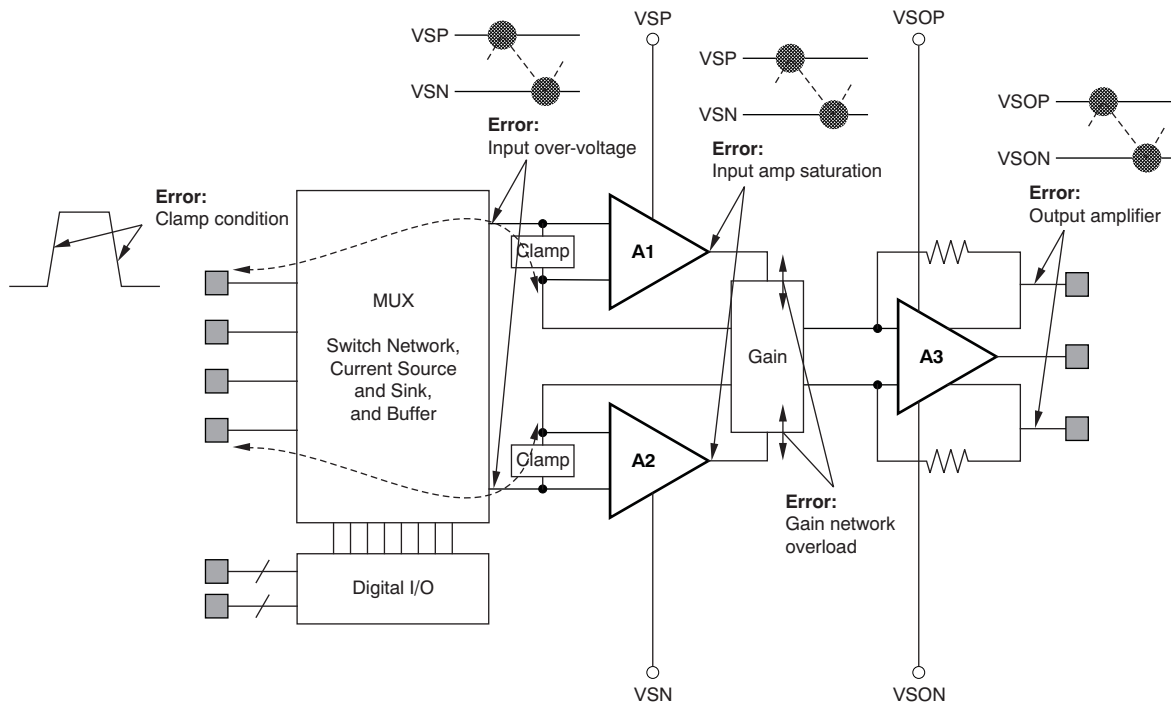 VSP
VSOP
VSP
VSN
VSP
VSN
VSOP
VSON
Error:
Clamp condition
Error:
Input over-voltage
Error:
Input amp saturation
Error:
Output amplifier
MUX
Switch Network,
Current Source
and Sink,
and Buffer
Clamp
A1
Gain
A3
Clamp
A2
Error:
Gain network
overload
Digital I/O
VSN
VSON